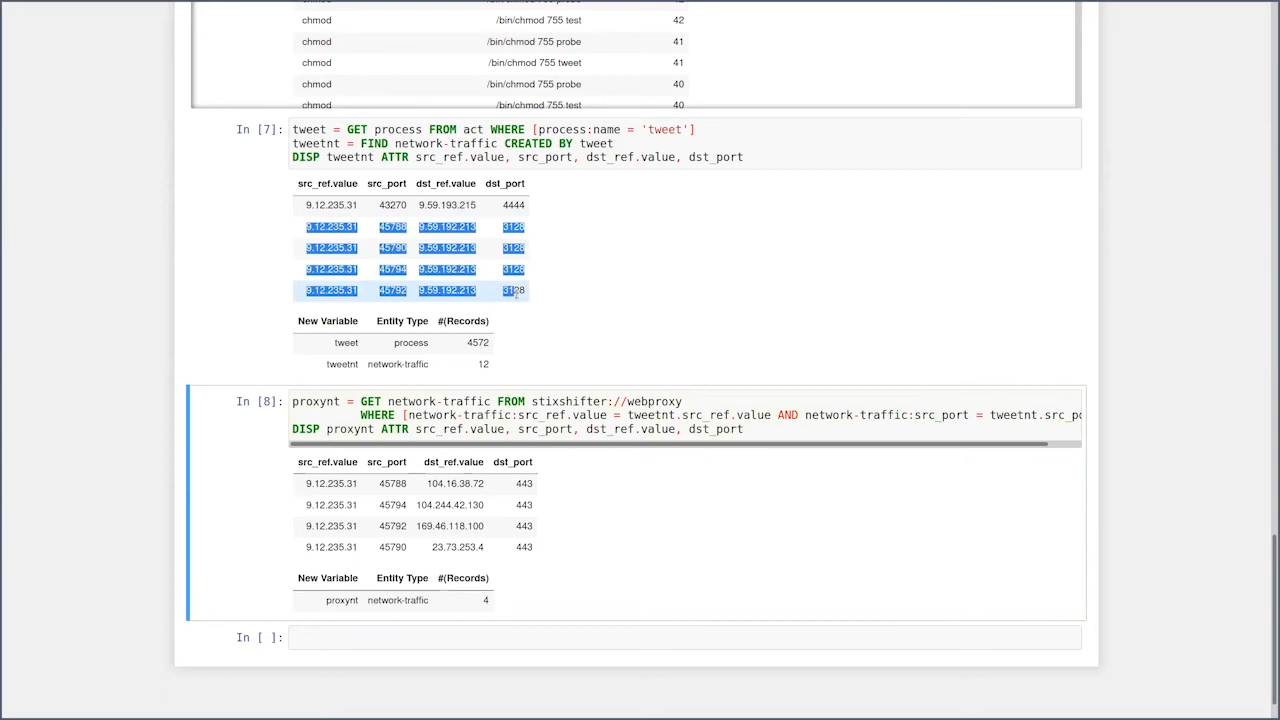 chmod /bin/chmod 755 test 42
chmod /bin/chmod 755 probe 41
chmod /bin/chmod 755 tweet 41
chmod /bin/chmod 755 probe 40
chmod /bin/chmod 755 test 40
In [7]: tweet = GET process FROM act WHERE [process:name = 'tweet']
tweetnt = FIND network-traffic CREATED BY tweet
DISP tweetnt ATTR src_ref.value, src_port, dst_ref.value, dst_port
src_ref.value src_port dst_ref.value dst_port
9.12.235.31 43270 9.59.193.215 4444
9.12.235.31 45788 9.59.192.213 3128
9.12.235.31 45790 9.59.192.213 3128
9.12.235.31 45794 9.59.192.213 3128
9.12.235.31 45792 9.59.192.213 3128
New Variable Entity Type #(Records)
tweet process 4572
tweetnt network-traffic 12
In [8]: proxynt = GET network-traffic FROM stixshifter://webproxy
WHERE [network-traffic:src_ref.value = tweetnt.src_ref.value AND network-traffic:src_port = tweetnt.src_po
DISP proxynt ATTR src_ref.value, src_port, dst_ref.value, dst_port
src_ref.value src_port dst_ref.value dst_port
9.12.235.31 45788 104.16.38.72 443
9.12.235.31 45794 104.244.42.130 443
9.12.235.31 45792 169.46.118.100 443
9.12.235.31 45790 23.73.253.4 443
New Variable Entity Type #(Records)
proxynt network-traffic 4
In [ ]: